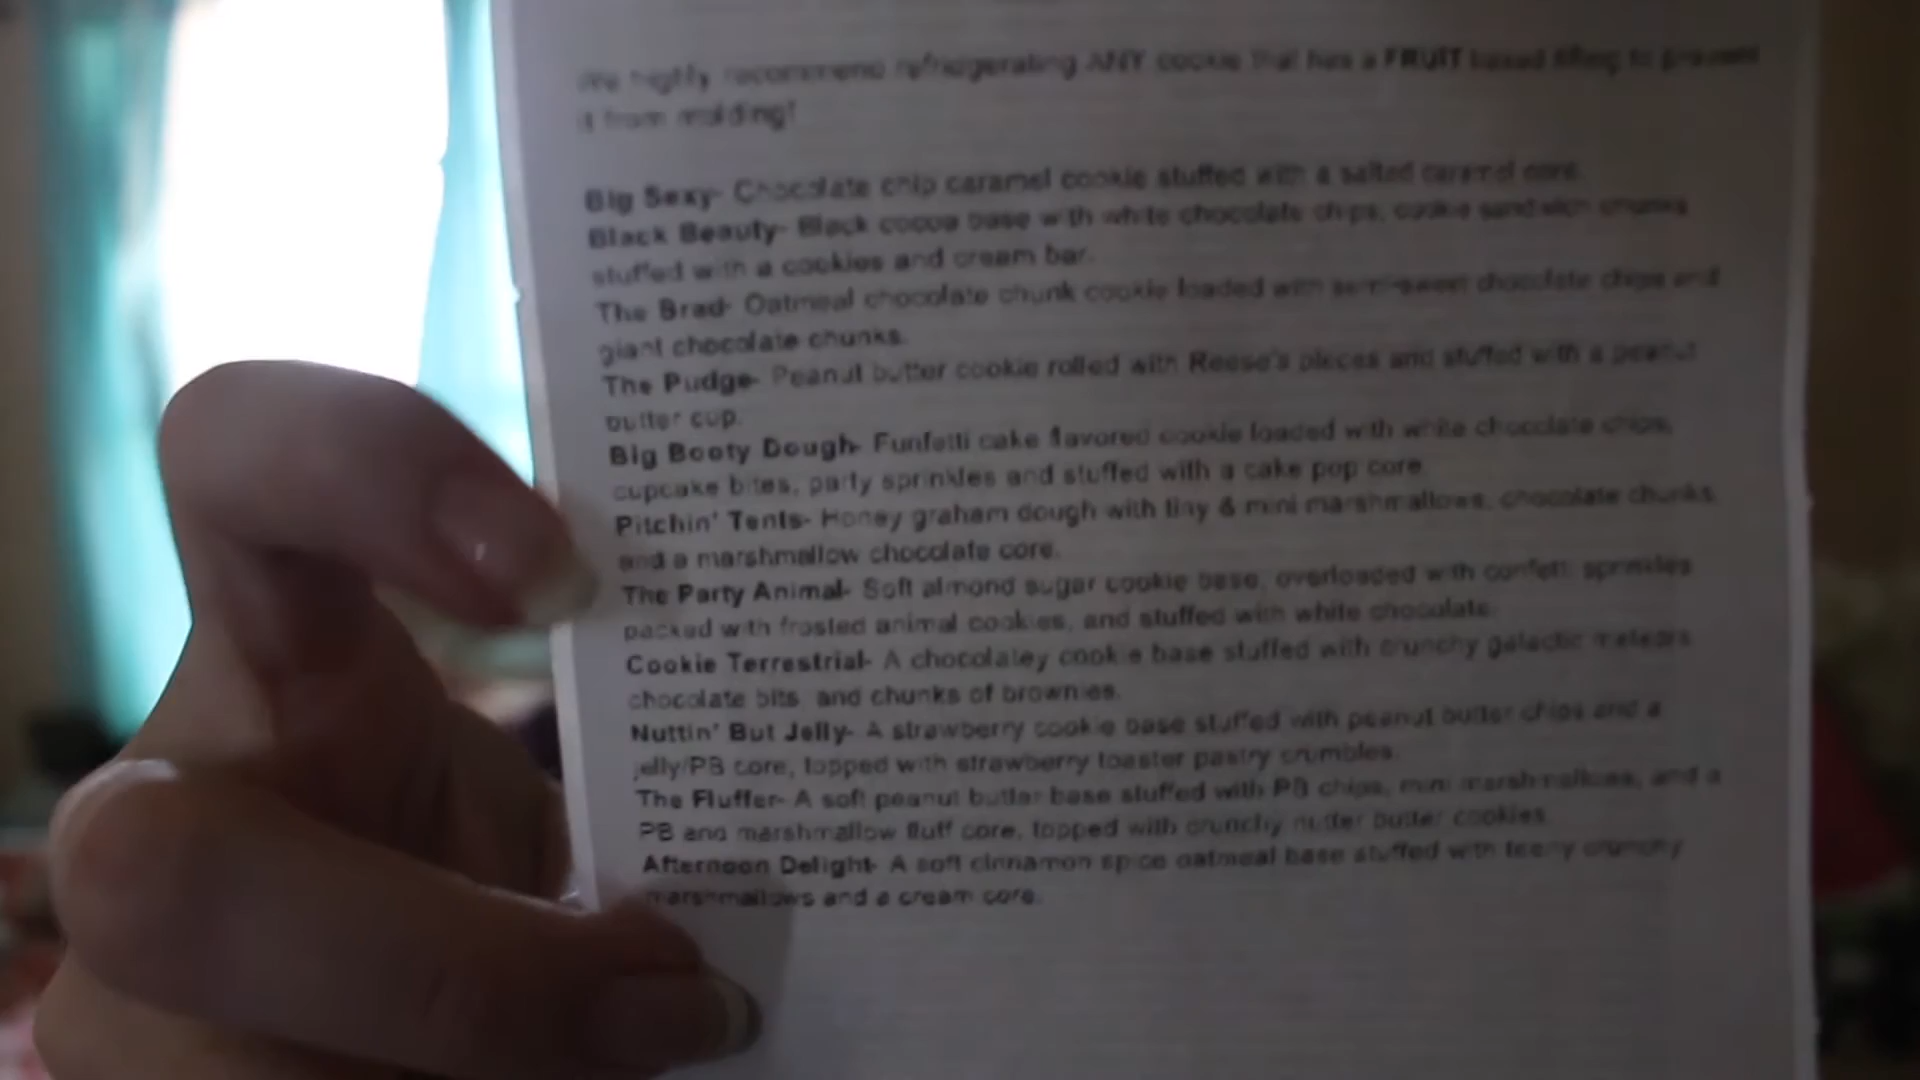 We highly recommend refridgerating ANY cookie that has a FRUIT based filling to prevent
it from molding!
Big Sexy- Chocolate chip caramel cookie stuffed with a salted caramel core.
Black Beauty- Black cocoa base with white chocolate chips, cookie sandwich chunks
stuffed with a cookies and cream bar.
The Brad- Oatmeal chocolate chunk cookie loaded with semi-sweet chocolate chips and
giant chocolate chunks.
The Pudge- Peanut butter cookie rolled with Reese's pieces and stuffed with a peanut
butter cup.
Big Booty Dough- Funfetti cake flavored cookie loaded with white chocolate chips,
cupcake bites, party sprinkles and stuffed with a cake pop core.
Pitchin' Tents- Honey graham dough with tiny & mini marshmallows, chocolate chunks,
and a marshmallow chocolate core.
The Party Animal- Soft almond sugar cookie base, overloaded with confetti sprinkles
packed with frosted animal cookies, and stuffed with white chocolate.
Cookie Terrestrial- A chocolatey cookie base stuffed with crunchy galactic meteors
chocolate bits, and chunks of brownies.
Nuttin' But Jelly- A strawberry cookie base stuffed with peanut butter chips and a
jelly/PB core, topped with strawberry toaster pastry crumbles.
The Fluffer- A soft peanut butter base stuffed with PB chips, mini marshmallows, and a
PB and marshmallow fluff core, topped with crunchy nutter butter cookies.
Afternoon Delight- A soft cinnamon spice oatmeal base stuffed with teeny crunchy
marshmallows and a cream core.